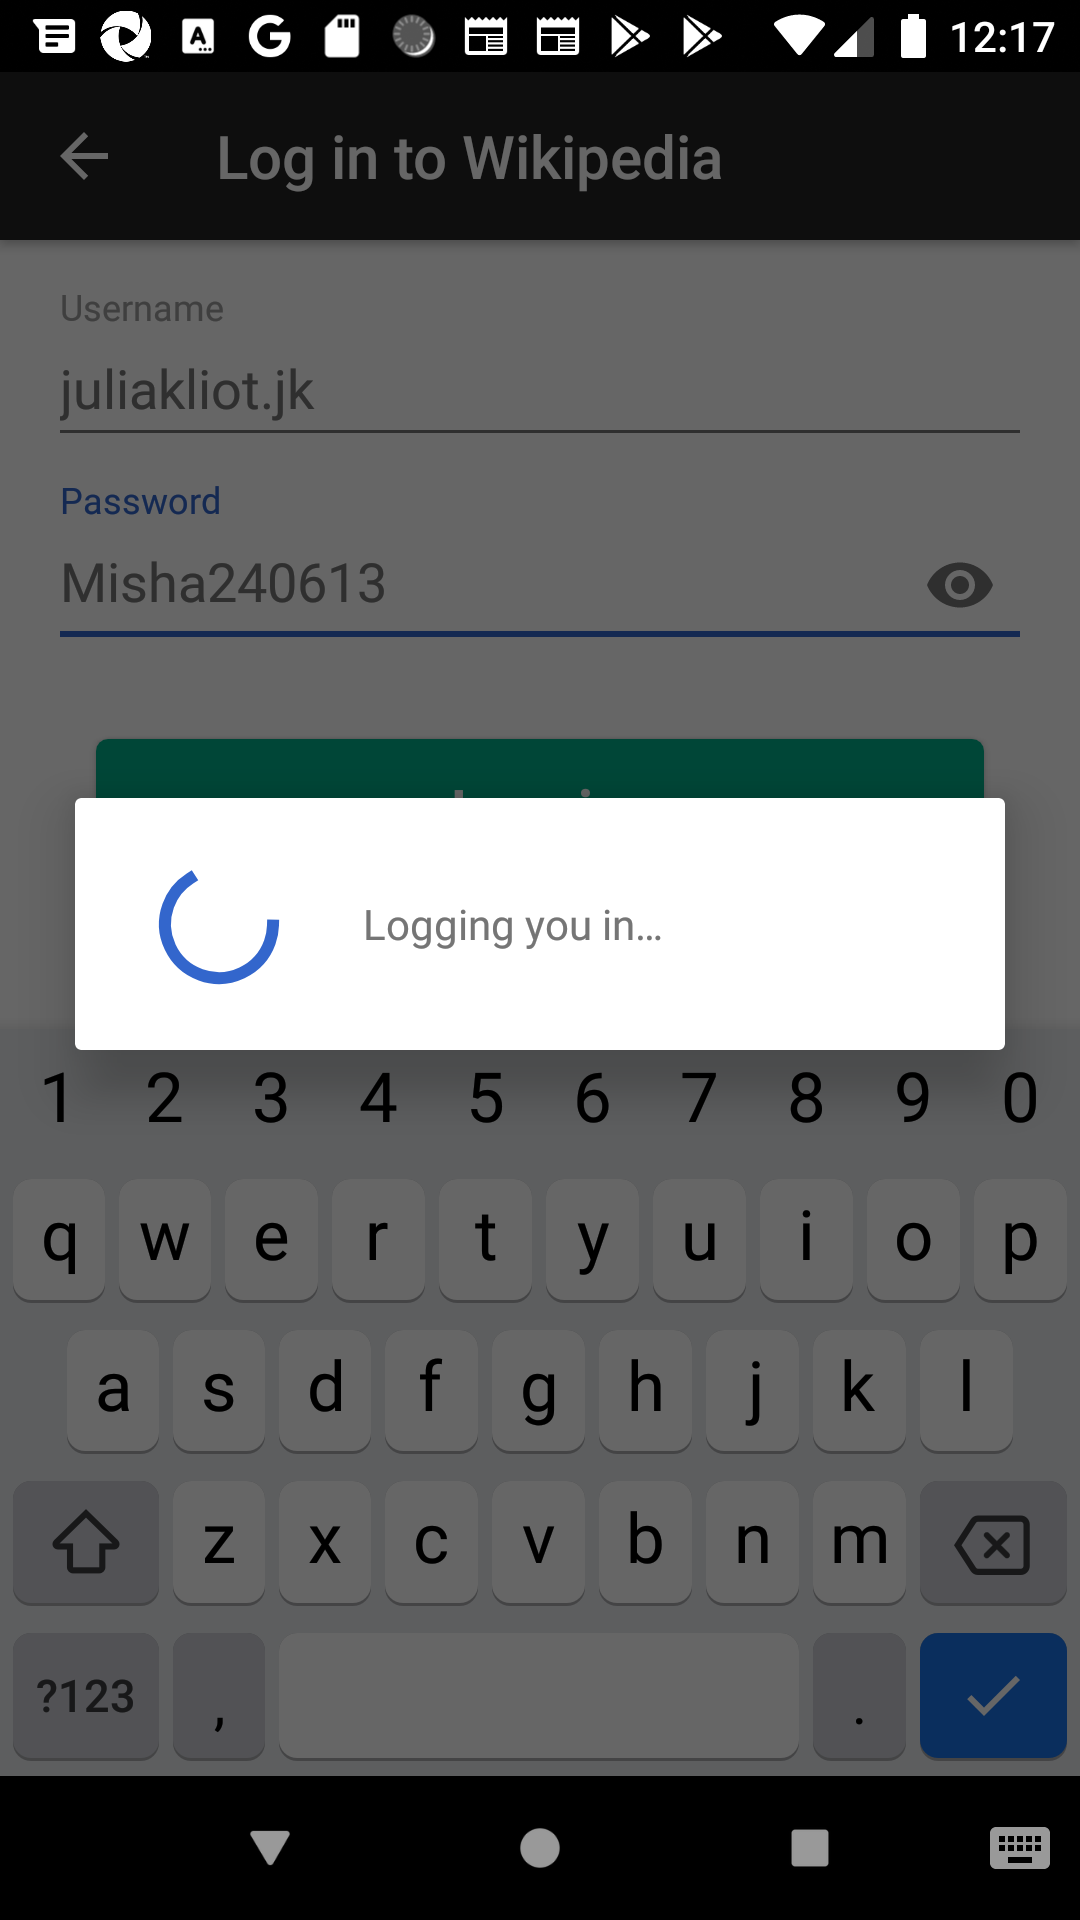 12:17
Log in to Wikipedia
Username
juliakliot.jk
Password
Misha240613
Logging you in…
1 2 3 4 5 6 7 8 9 0
q w e r t y u i o p
a s d f g h j k l
z x c v b n m
?123 , .